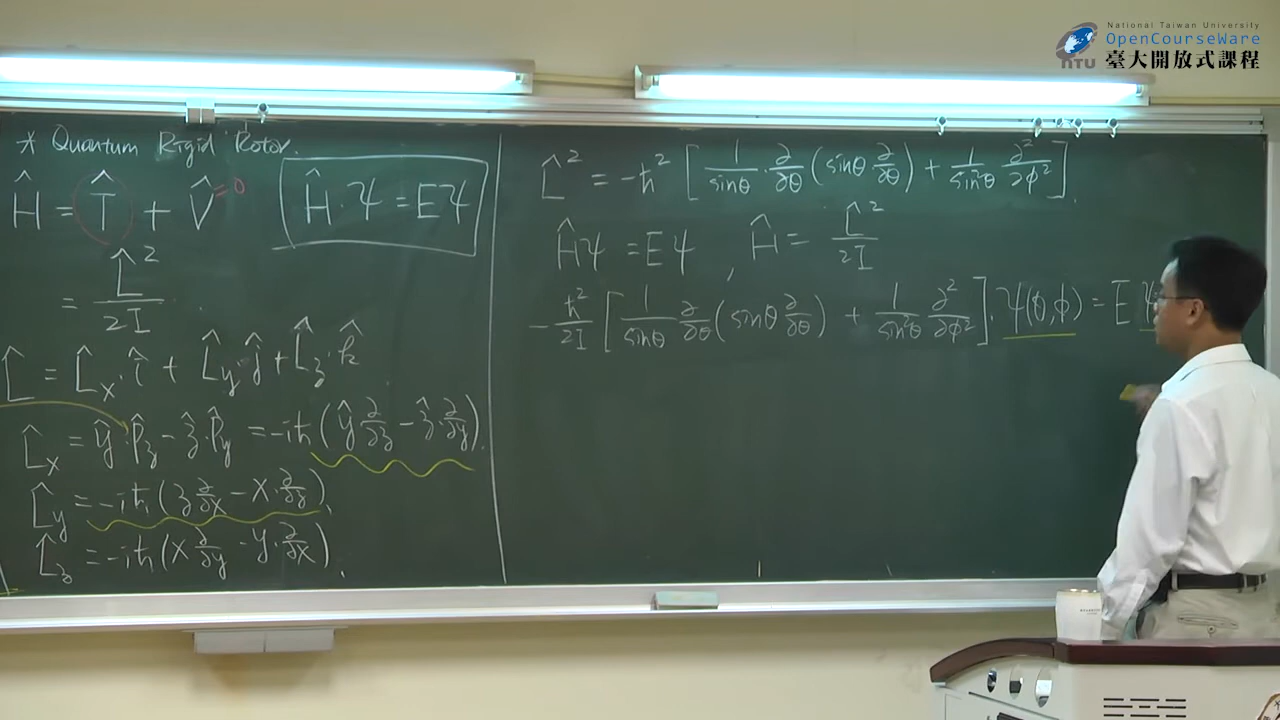 National Taiwan University
OpenCourseWare
NTU 臺大開放式課程
* Quantum Rigid Rotor.
Ĥ = T̂ + V̂ = 0
Ĥ·ψ = Eψ
= L̂²/2I
L̂ = L̂x·î + L̂y·ĵ + L̂z·k̂
L̂x = ŷ·p̂z - ẑ·p̂y = -iħ(ŷ ∂/∂z - ẑ·∂/∂y).
L̂y = -iħ(z ∂/∂x - x·∂/∂z).
L̂z = -iħ(x ∂/∂y - y·∂/∂x).
L̂² = -ħ² [1/sinθ · ∂/∂θ (sinθ ∂/∂θ) + 1/sin²θ ∂²/∂ϕ²].
Ĥψ = Eψ, Ĥ = L̂²/2I
-ħ²/2I [1/sinθ ∂/∂θ (sinθ ∂/∂θ) + 1/sin²θ ∂²/∂ϕ²]·ψ(θ,ϕ) = Eψ